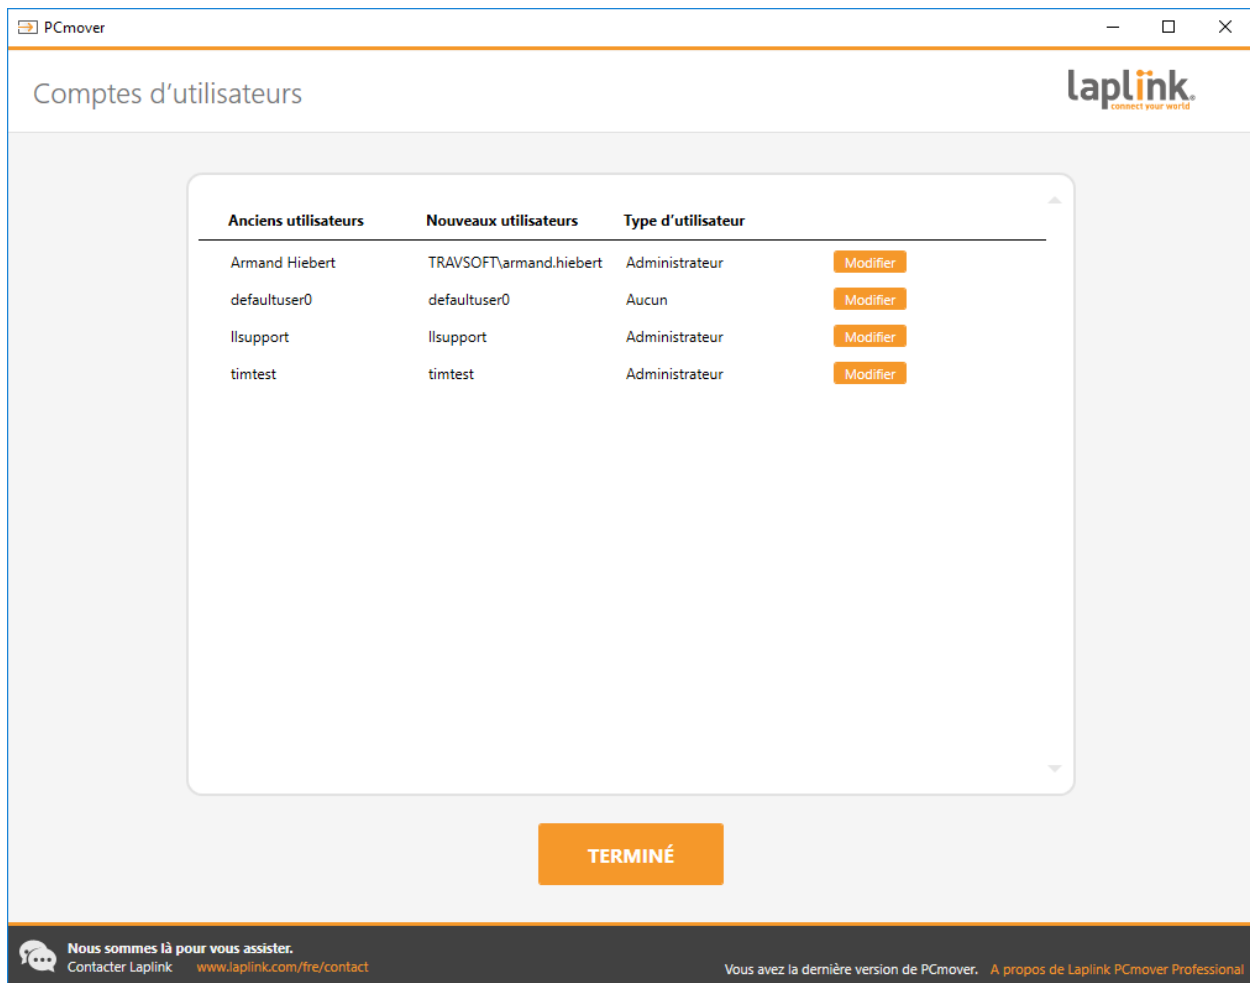 PCmover
Comptes d'utilisateurs
laplink®
connect your world
Anciens utilisateurs Nouveaux utilisateurs Type d'utilisateur
Armand Hiebert TRAVSOFT\armand.hiebert Administrateur Modifier
defaultuser0 defaultuser0 Aucun Modifier
llsupport llsupport Administrateur Modifier
timtest timtest Administrateur Modifier
TERMINÉ
Nous sommes là pour vous assister.
Contacter Laplink www.laplink.com/fre/contact
Vous avez la dernière version de PCmover. A propos de Laplink PCmover Professional